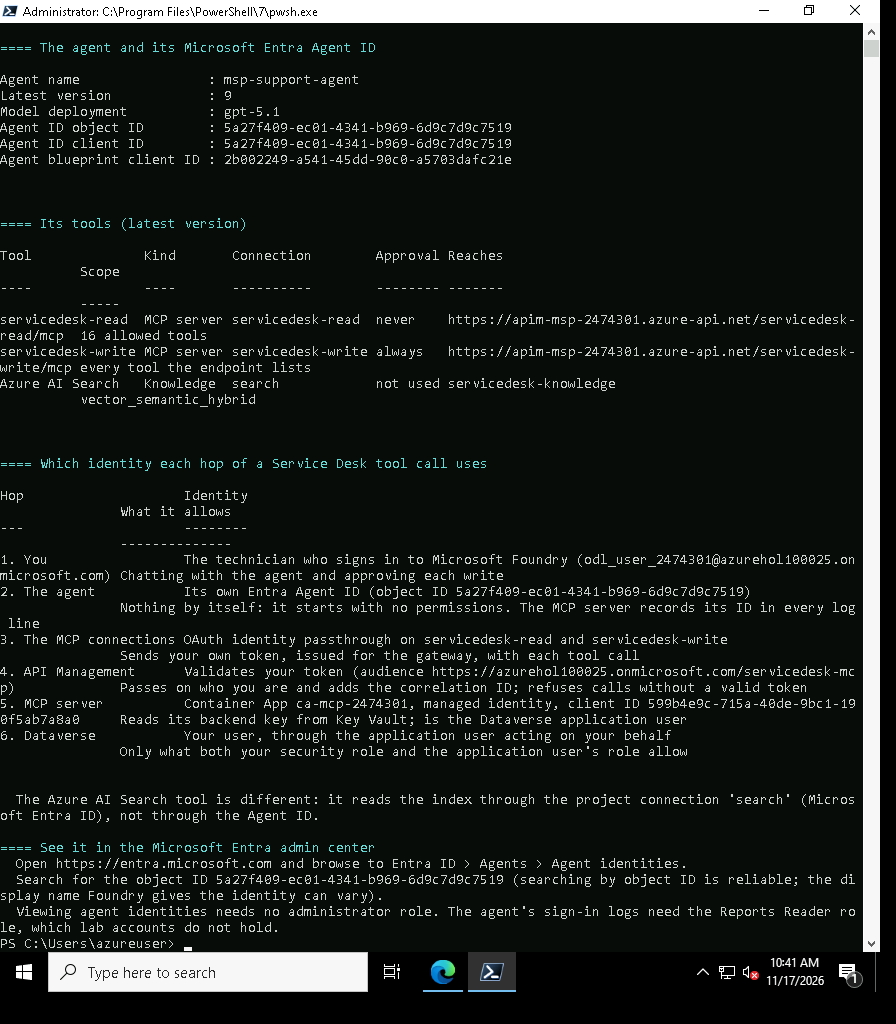 Administrator: C:\Program Files\PowerShell\7\pwsh.exe
==== The agent and its Microsoft Entra Agent ID
Agent name                : msp-support-agent
Latest version            : 9
Model deployment          : gpt-5.1
Agent ID object ID        : 5a27f409-ec01-4341-b969-6d9c7d9c7519
Agent ID client ID        : 5a27f409-ec01-4341-b969-6d9c7d9c7519
Agent blueprint client ID : 2b002249-a541-45dd-90c0-a5703dafc21e
==== Its tools (latest version)
Tool              Kind       Connection        Approval Reaches
          Scope
----              ----       ----------        -------- -------
          -----
servicedesk-read  MCP server servicedesk-read  never    https://apim-msp-2474301.azure-api.net/servicedesk-
read/mcp  16 allowed tools
servicedesk-write MCP server servicedesk-write always   https://apim-msp-2474301.azure-api.net/servicedesk-
write/mcp every tool the endpoint lists
Azure AI Search   Knowledge  search            not used servicedesk-knowledge
          vector_semantic_hybrid
==== Which identity each hop of a Service Desk tool call uses
Hop                    Identity
               What it allows
---                    --------
               --------------
1. You                 The technician who signs in to Microsoft Foundry (odl_user_2474301@azurehol100025.on
microsoft.com) Chatting with the agent and approving each write
2. The agent           Its own Entra Agent ID (object ID 5a27f409-ec01-4341-b969-6d9c7d9c7519)
               Nothing by itself: it starts with no permissions. The MCP server records its ID in every log
 line
3. The MCP connections OAuth identity passthrough on servicedesk-read and servicedesk-write
               Sends your own token, issued for the gateway, with each tool call
4. API Management      Validates your token (audience https://azurehol100025.onmicrosoft.com/servicedesk-mc
p)             Passes on who you are and adds the correlation ID; refuses calls without a valid token
5. MCP server          Container App ca-mcp-2474301, managed identity, client ID 599b4e9c-715a-40de-9bc1-19
0f5ab7a8a0     Reads its backend key from Key Vault; is the Dataverse application user
6. Dataverse           Your user, through the application user acting on your behalf
               Only what both your security role and the application user's role allow
  The Azure AI Search tool is different: it reads the index through the project connection 'search' (Micros
oft Entra ID), not through the Agent ID.
==== See it in the Microsoft Entra admin center
  Open https://entra.microsoft.com and browse to Entra ID > Agents > Agent identities.
  Search for the object ID 5a27f409-ec01-4341-b969-6d9c7d9c7519 (searching by object ID is reliable; the di
splay name Foundry gives the identity can vary).
  Viewing agent identities needs no administrator role. The agent's sign-in logs need the Reports Reader ro
le, which lab accounts do not hold.
PS C:\Users\azureuser>
Type here to search
10:41 AM
11/17/2026
1